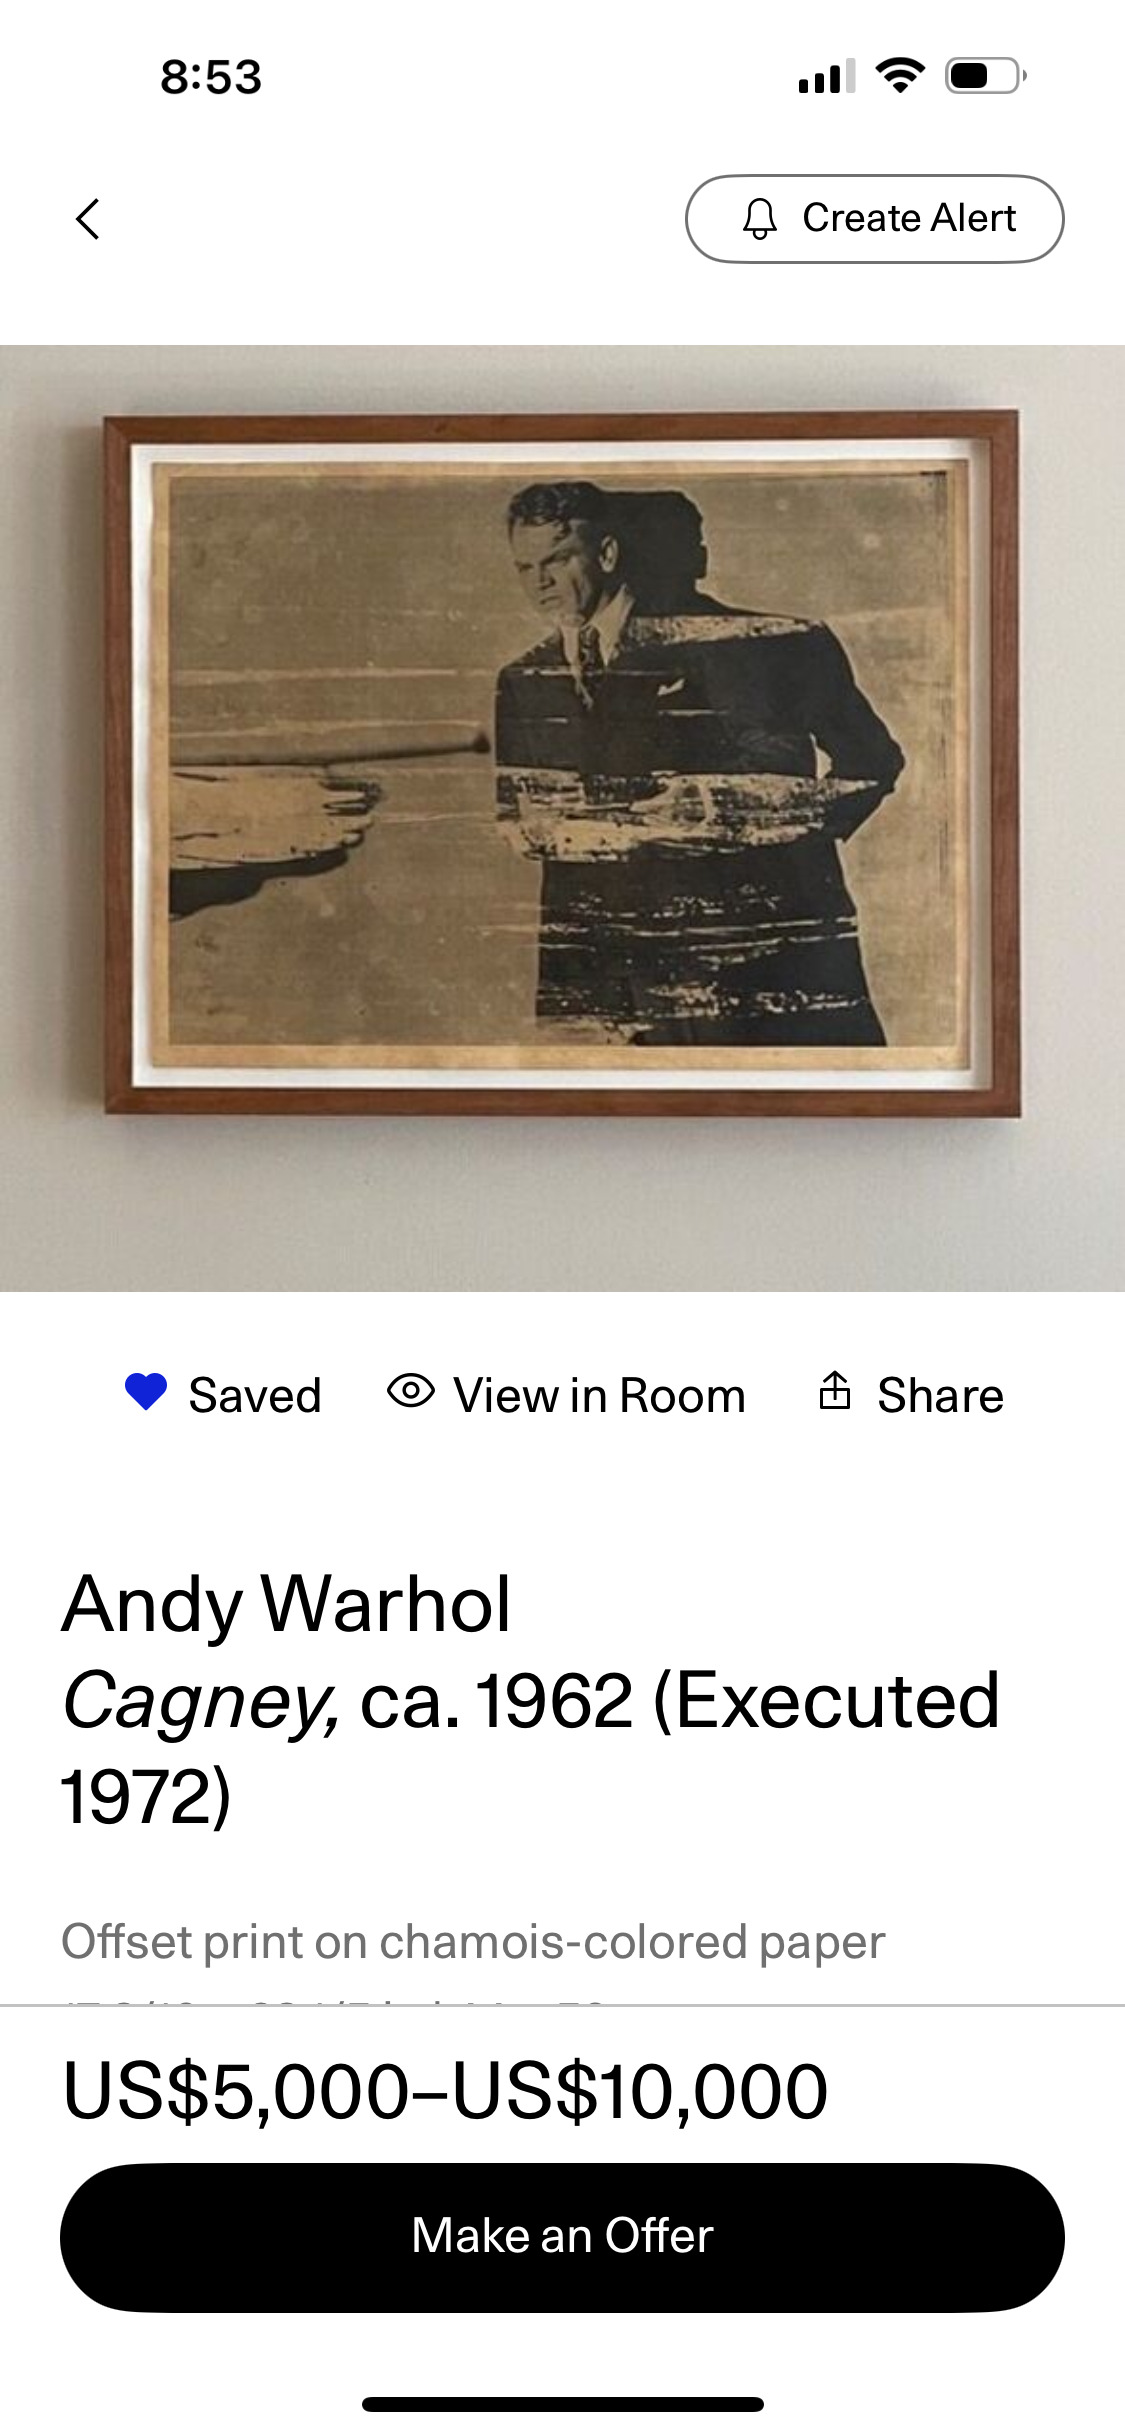 8:53
Create Alert
Saved
View in Room
Share
Andy Warhol
Cagney, ca. 1962 (Executed
1972)
Offset print on chamois-colored paper
US$5,000–US$10,000
Make an Offer